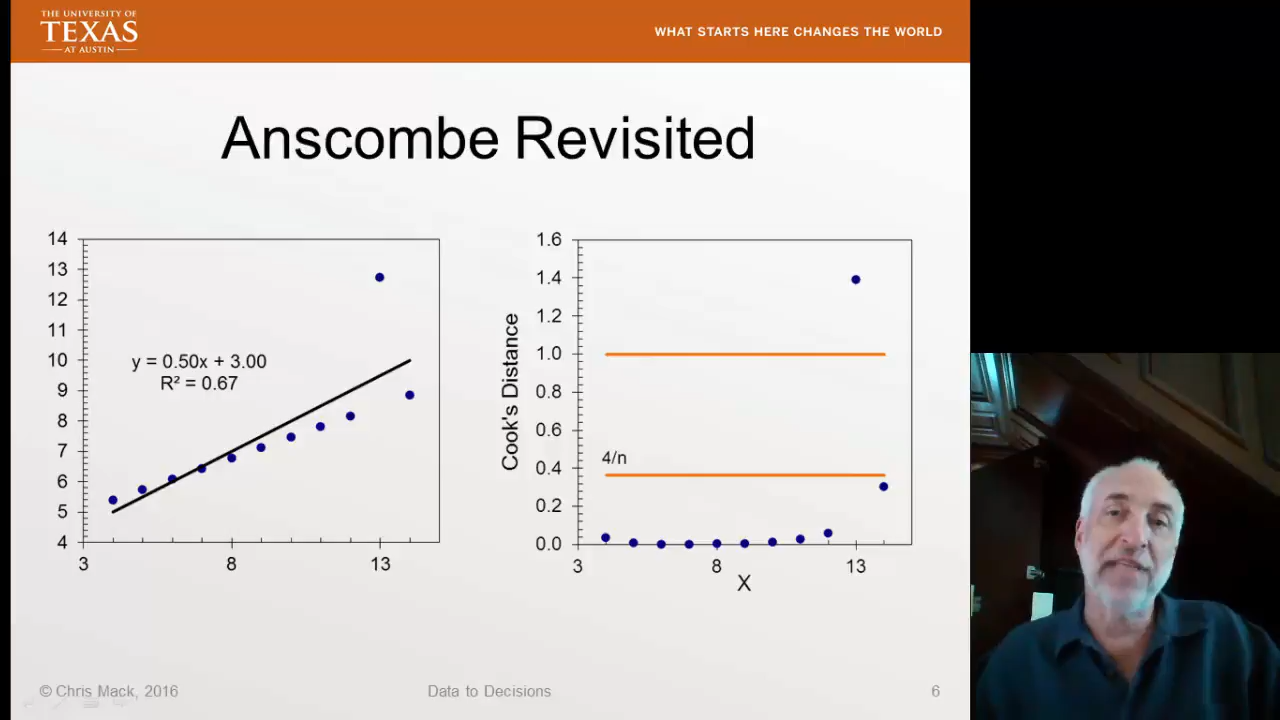 THE UNIVERSITY OF
TEXAS
AT AUSTIN
WHAT STARTS HERE CHANGES THE WORLD
Anscombe Revisited
14
13
12
11
10
9
8
7
6
5
4
3
8
13
y = 0.50x + 3.00
R² = 0.67
Cook's Distance
1.6
1.4
1.2
1.0
0.8
0.6
0.4
0.2
0.0
4/n
3
8
13
X
© Chris Mack, 2016
Data to Decisions
6